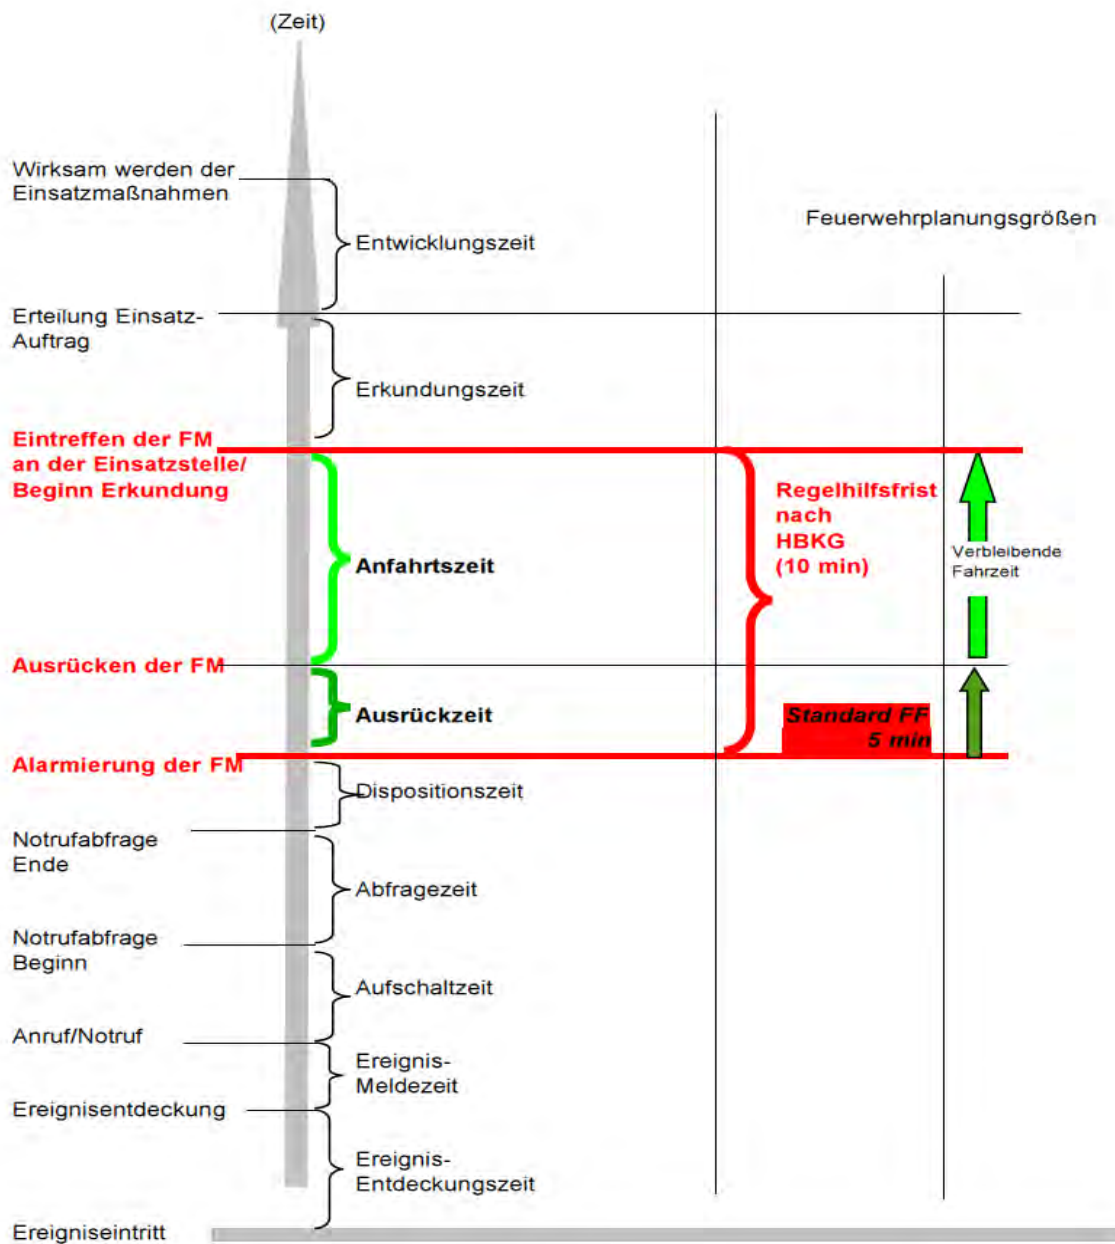 (Zeit)
Wirksam werden der
Einsatzmaßnahmen
Feuerwehrplanungsgrößen
Entwicklungszeit
Erteilung Einsatz-
Auftrag
Erkundungszeit
Eintreffen der FM
an der Einsatzstelle/
Beginn Erkundung
Regelhilfsfrist
nach
HBKG
(10 min)
Verbleibende
Fahrzeit
Anfahrtszeit
Ausrücken der FM
Ausrückzeit
Standard FF
5 min
Alarmierung der FM
Dispositionszeit
Notrufabfrage
Ende
Abfragezeit
Notrufabfrage
Beginn
Aufschaltzeit
Anruf/Notruf
Ereignis-
Meldezeit
Ereignisentdeckung
Ereignis-
Entdeckungszeit
Ereigniseintritt